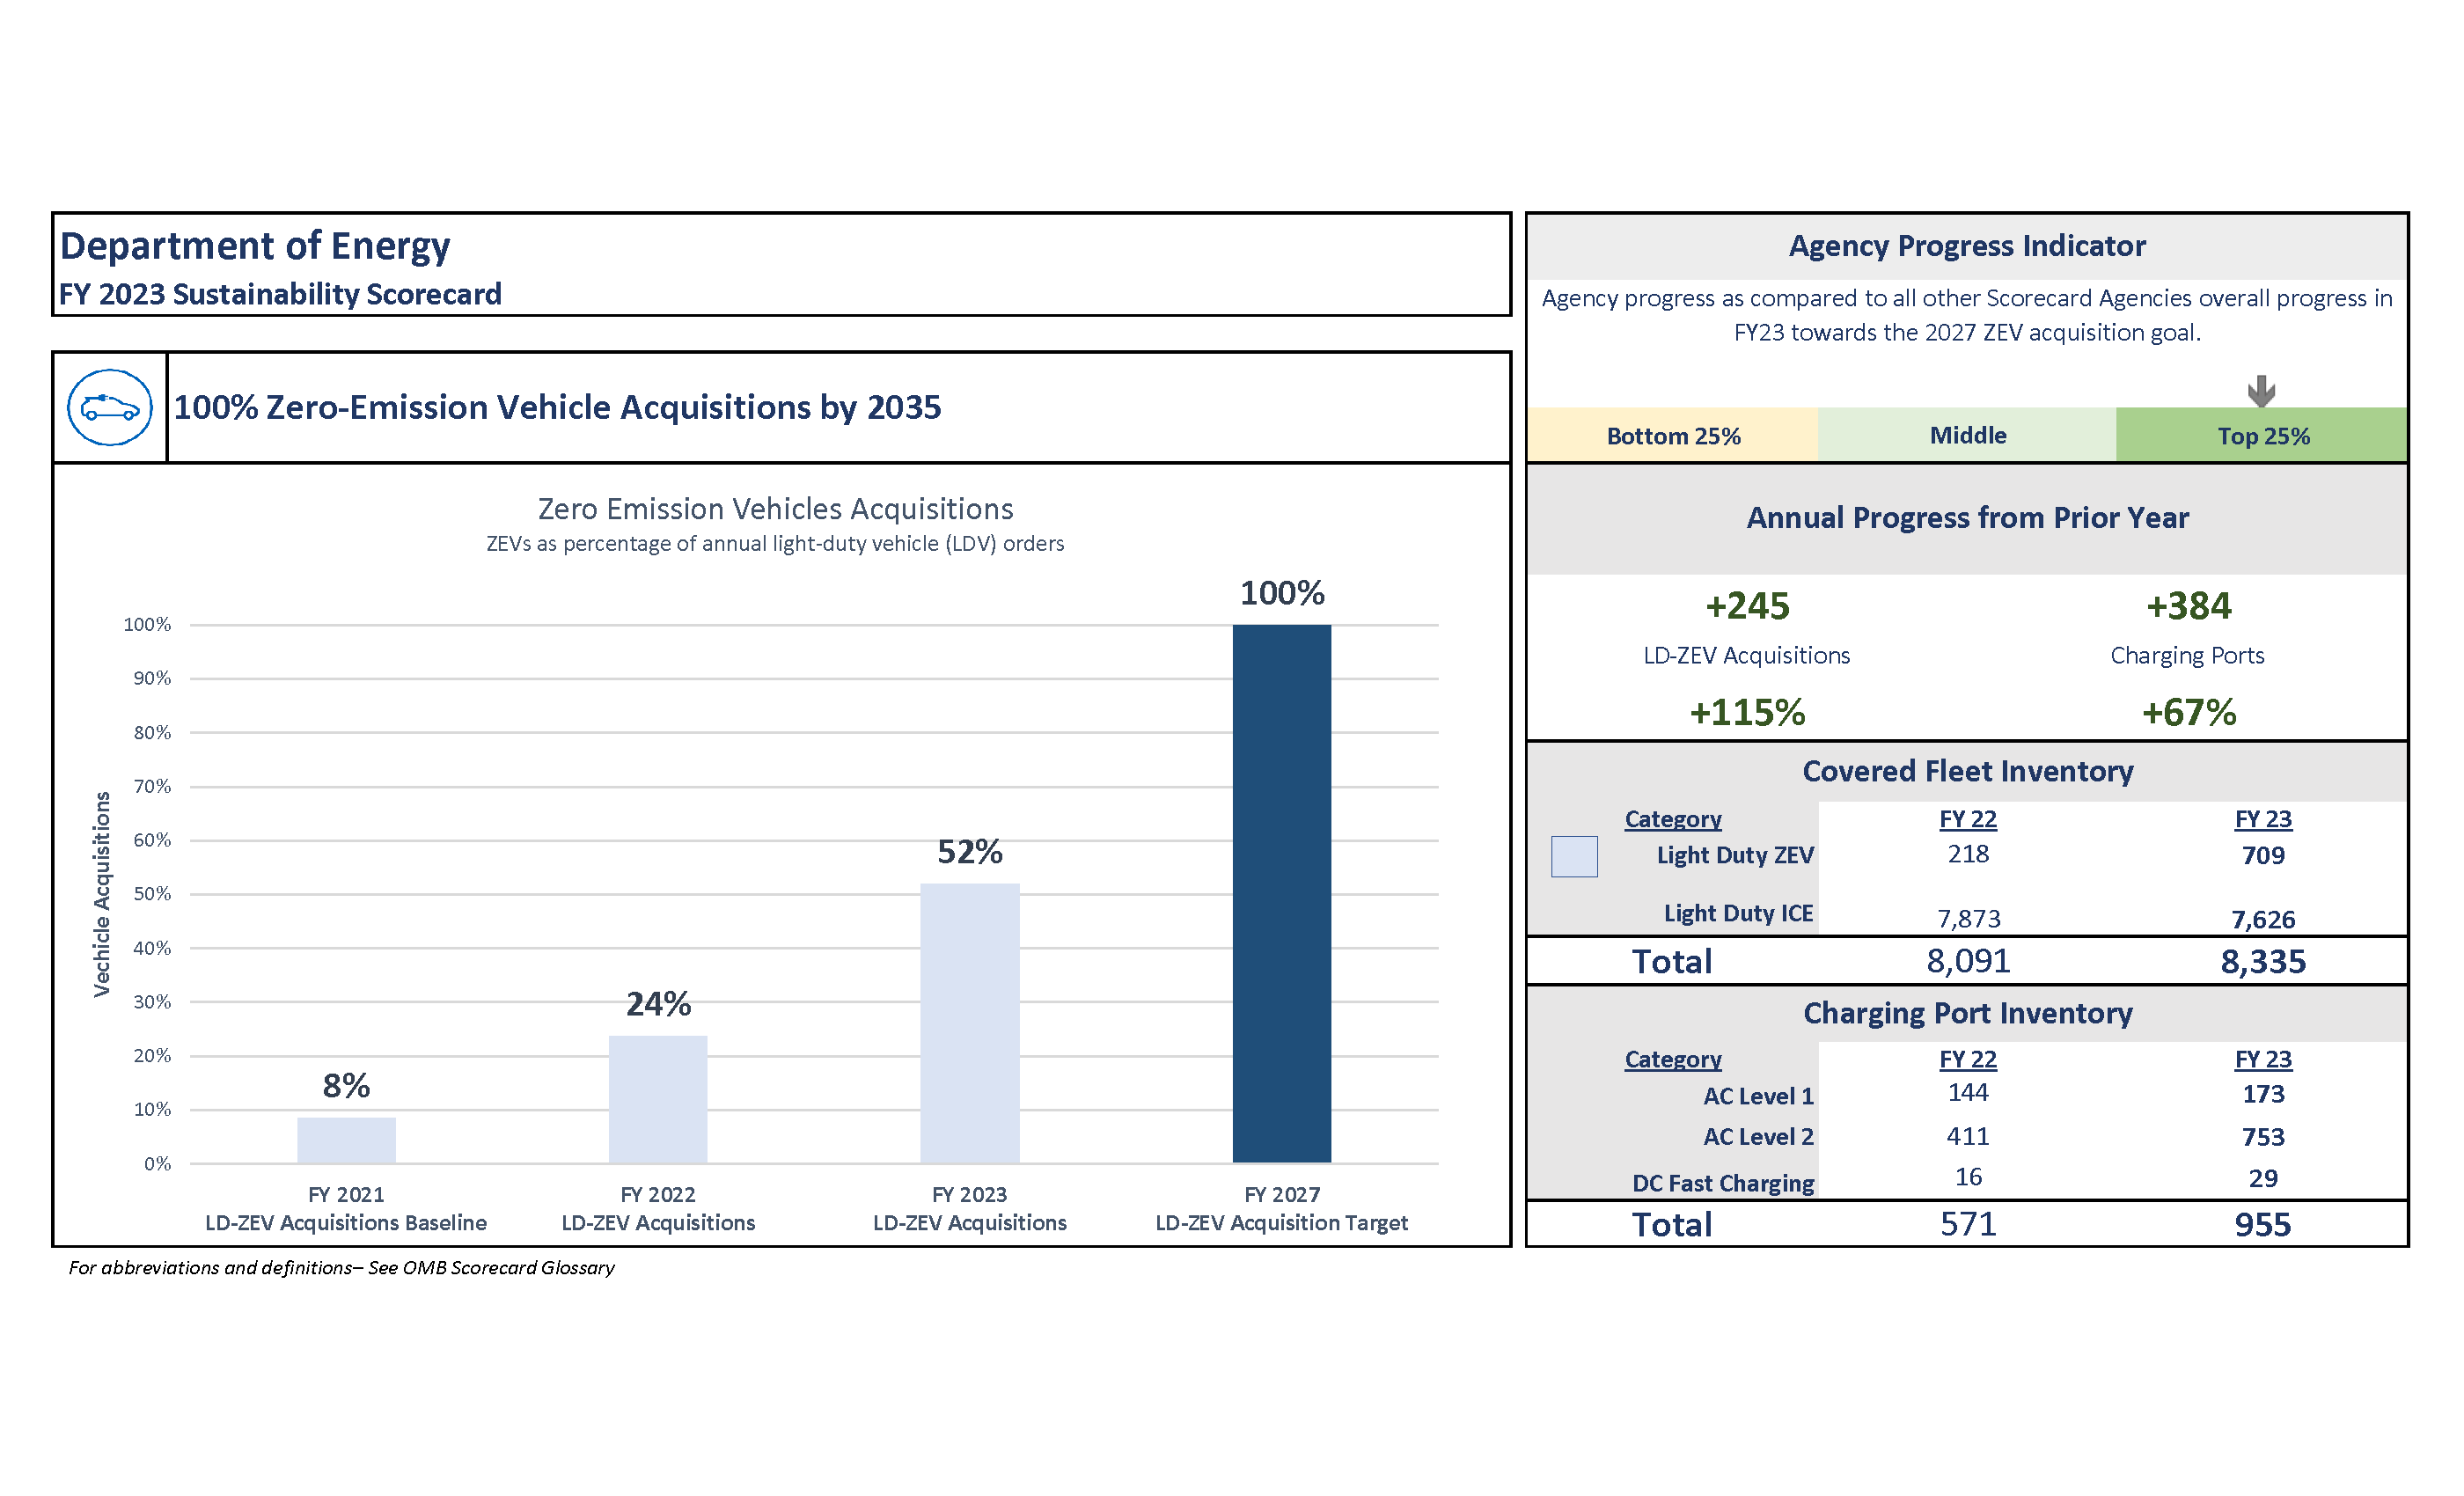 Department of Energy
FY 2023 Sustainability Scorecard
100% Zero-Emission Vehicle Acquisitions by 2035
Zero Emission Vehicles Acquisitions
ZEVs as percentage of annual light-duty vehicle (LDV) orders
Vechicle Acquisitions
100%
90%
80%
70%
60%
50%
40%
30%
20%
10%
0%
8%
24%
52%
100%
FY 2021
LD-ZEV Acquisitions Baseline
FY 2022
LD-ZEV Acquisitions
FY 2023
LD-ZEV Acquisitions
FY 2027
LD-ZEV Acquisition Target
For abbreviations and definitions– See OMB Scorecard Glossary
Agency Progress Indicator
Agency progress as compared to all other Scorecard Agencies overall progress in
FY23 towards the 2027 ZEV acquisition goal.
Bottom 25% Middle Top 25%
Annual Progress from Prior Year
+245 +384
LD-ZEV Acquisitions Charging Ports
+115% +67%
Covered Fleet Inventory
Category FY 22 FY 23
Light Duty ZEV 218 709
Light Duty ICE 7,873 7,626
Total 8,091 8,335
Charging Port Inventory
Category FY 22 FY 23
AC Level 1 144 173
AC Level 2 411 753
DC Fast Charging 16 29
Total 571 955